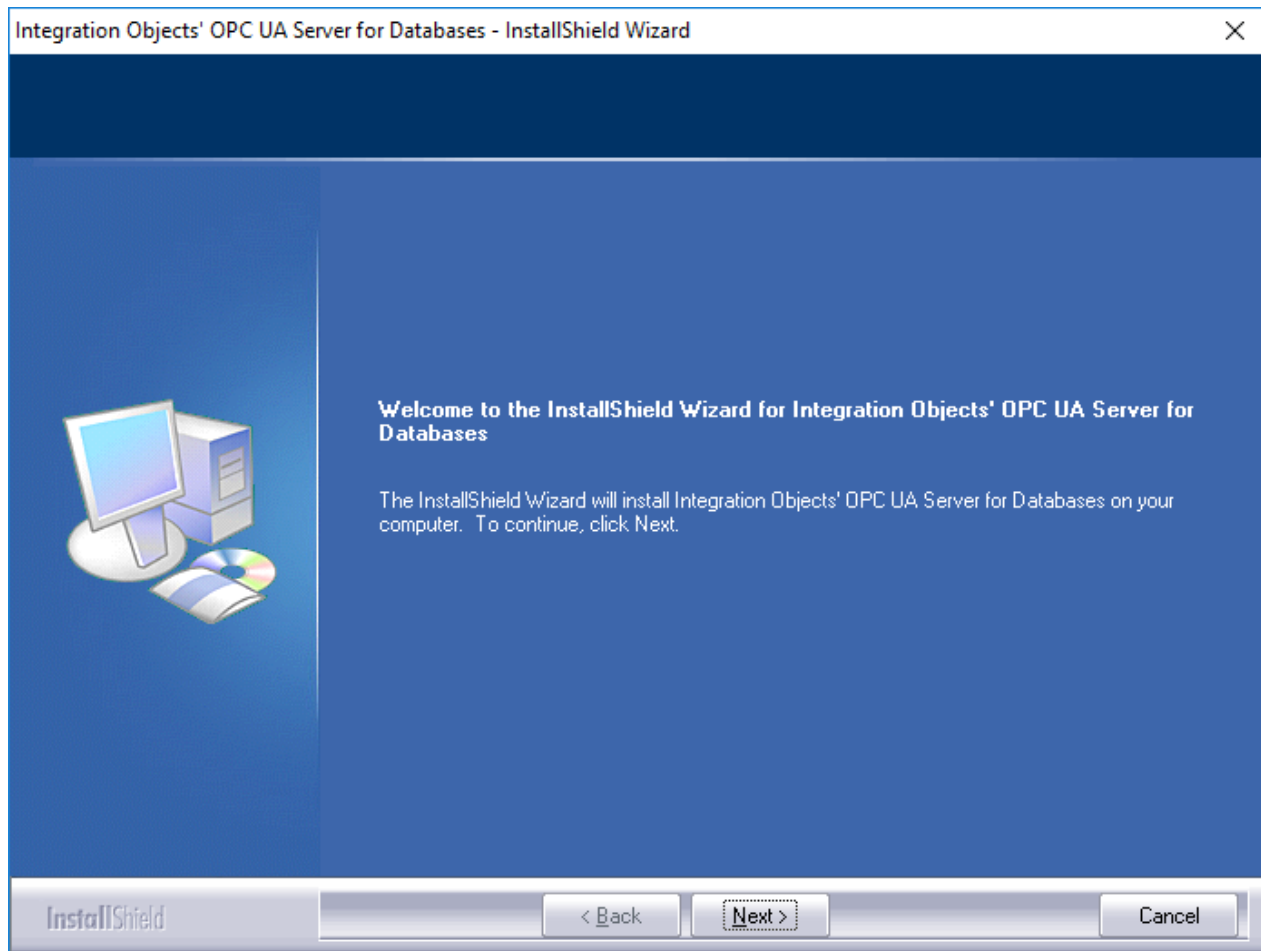 Integration Objects' OPC UA Server for Databases - InstallShield Wizard
Welcome to the InstallShield Wizard for Integration Objects' OPC UA Server for
Databases
The InstallShield Wizard will install Integration Objects' OPC UA Server for Databases on your
computer.  To continue, click Next.
InstallShield
< Back
Next >
Cancel